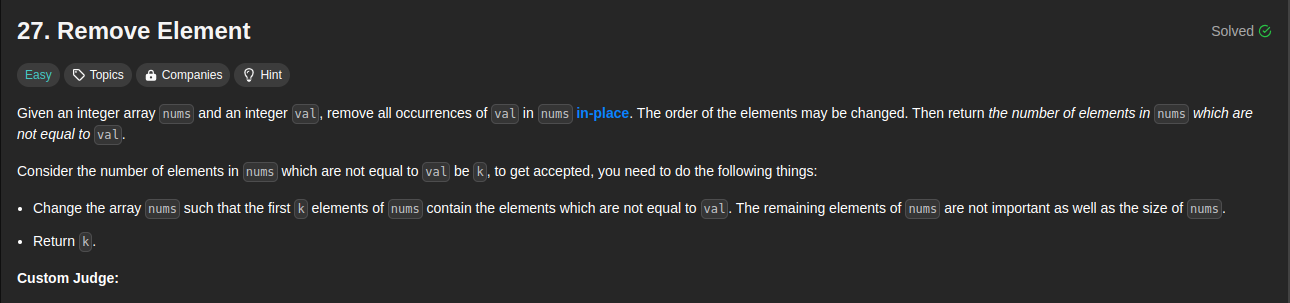 27. Remove Element
Solved
Easy Topics Companies Hint
Given an integer array nums and an integer val, remove all occurrences of val in nums in-place. The order of the elements may be changed. Then return the number of elements in nums which are
not equal to val.
Consider the number of elements in nums which are not equal to val be k, to get accepted, you need to do the following things:
• Change the array nums such that the first k elements of nums contain the elements which are not equal to val. The remaining elements of nums are not important as well as the size of nums.
• Return k.
Custom Judge: